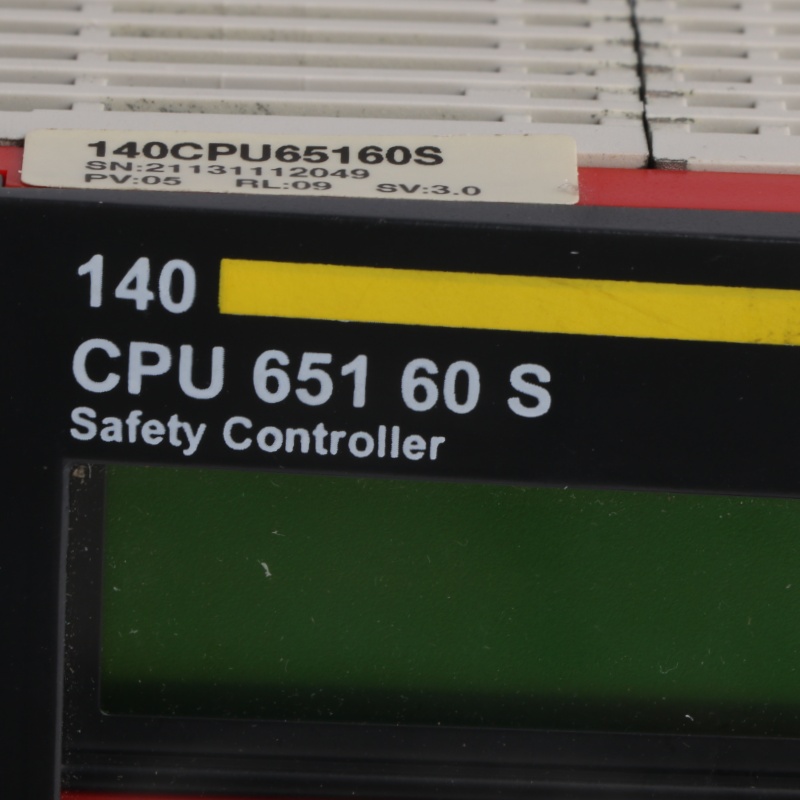 140CPU65160S
SN:21131112049
PV:05 RL:09 SV:3.0
140
CPU 651 60 S
Safety Controller